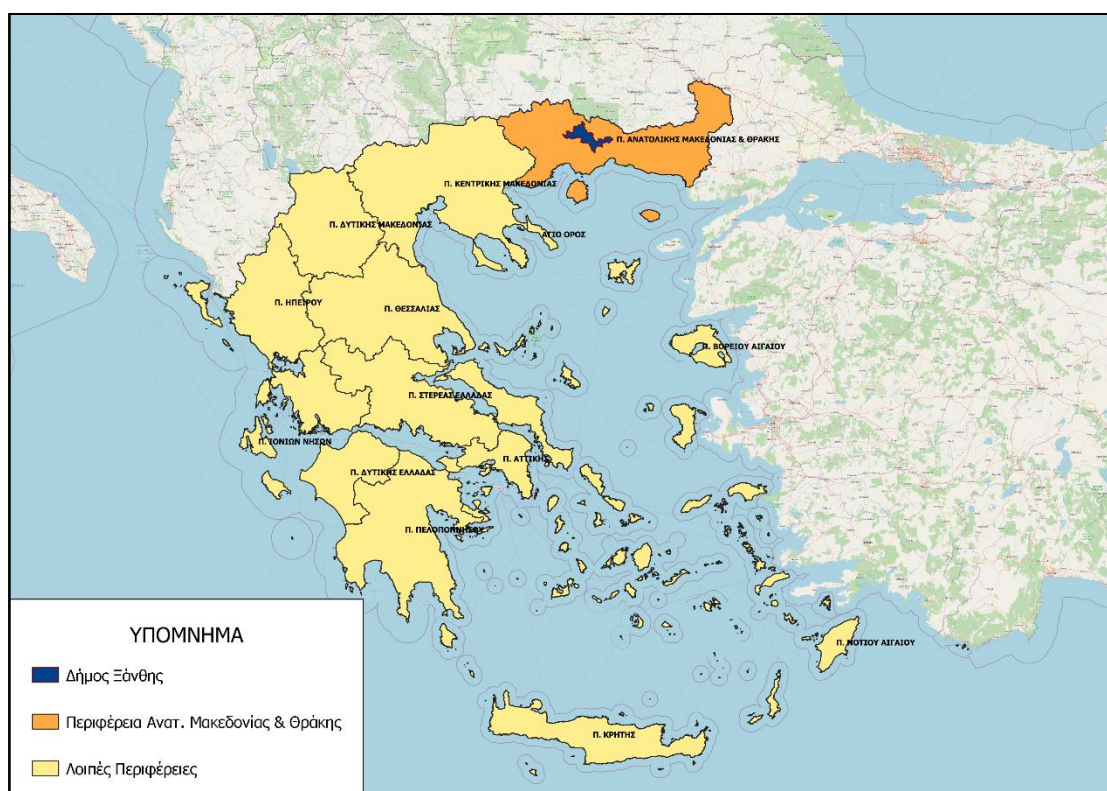 Π. ΑΝΑΤΟΛΙΚΗΣ ΜΑΚΕΔΟΝΙΑΣ & ΘΡΑΚΗΣ
Π. ΚΕΝΤΡΙΚΗΣ ΜΑΚΕΔΟΝΙΑΣ
Π. ΔΥΤΙΚΗΣ ΜΑΚΕΔΟΝΙΑΣ
ΑΓΙΟ ΟΡΟΣ
Π. ΗΠΕΙΡΟΥ
Π. ΘΕΣΣΑΛΙΑΣ
Π. ΒΟΡΕΙΟΥ ΑΙΓΑΙΟΥ
Π. ΣΤΕΡΕΑΣ ΕΛΛΑΔΑΣ
Π. ΙΟΝΙΩΝ ΝΗΣΩΝ
Π. ΑΤΤΙΚΗΣ
Π. ΔΥΤΙΚΗΣ ΕΛΛΑΔΑΣ
Π. ΠΕΛΟΠΟΝΝΗΣΟΥ
Π. ΝΟΤΙΟΥ ΑΙΓΑΙΟΥ
Π. ΚΡΗΤΗΣ
ΥΠΟΜΝΗΜΑ
Δήμος Ξάνθης
Περιφέρεια Ανατ. Μακεδονίας & Θράκης
Λοιπές Περιφέρειες